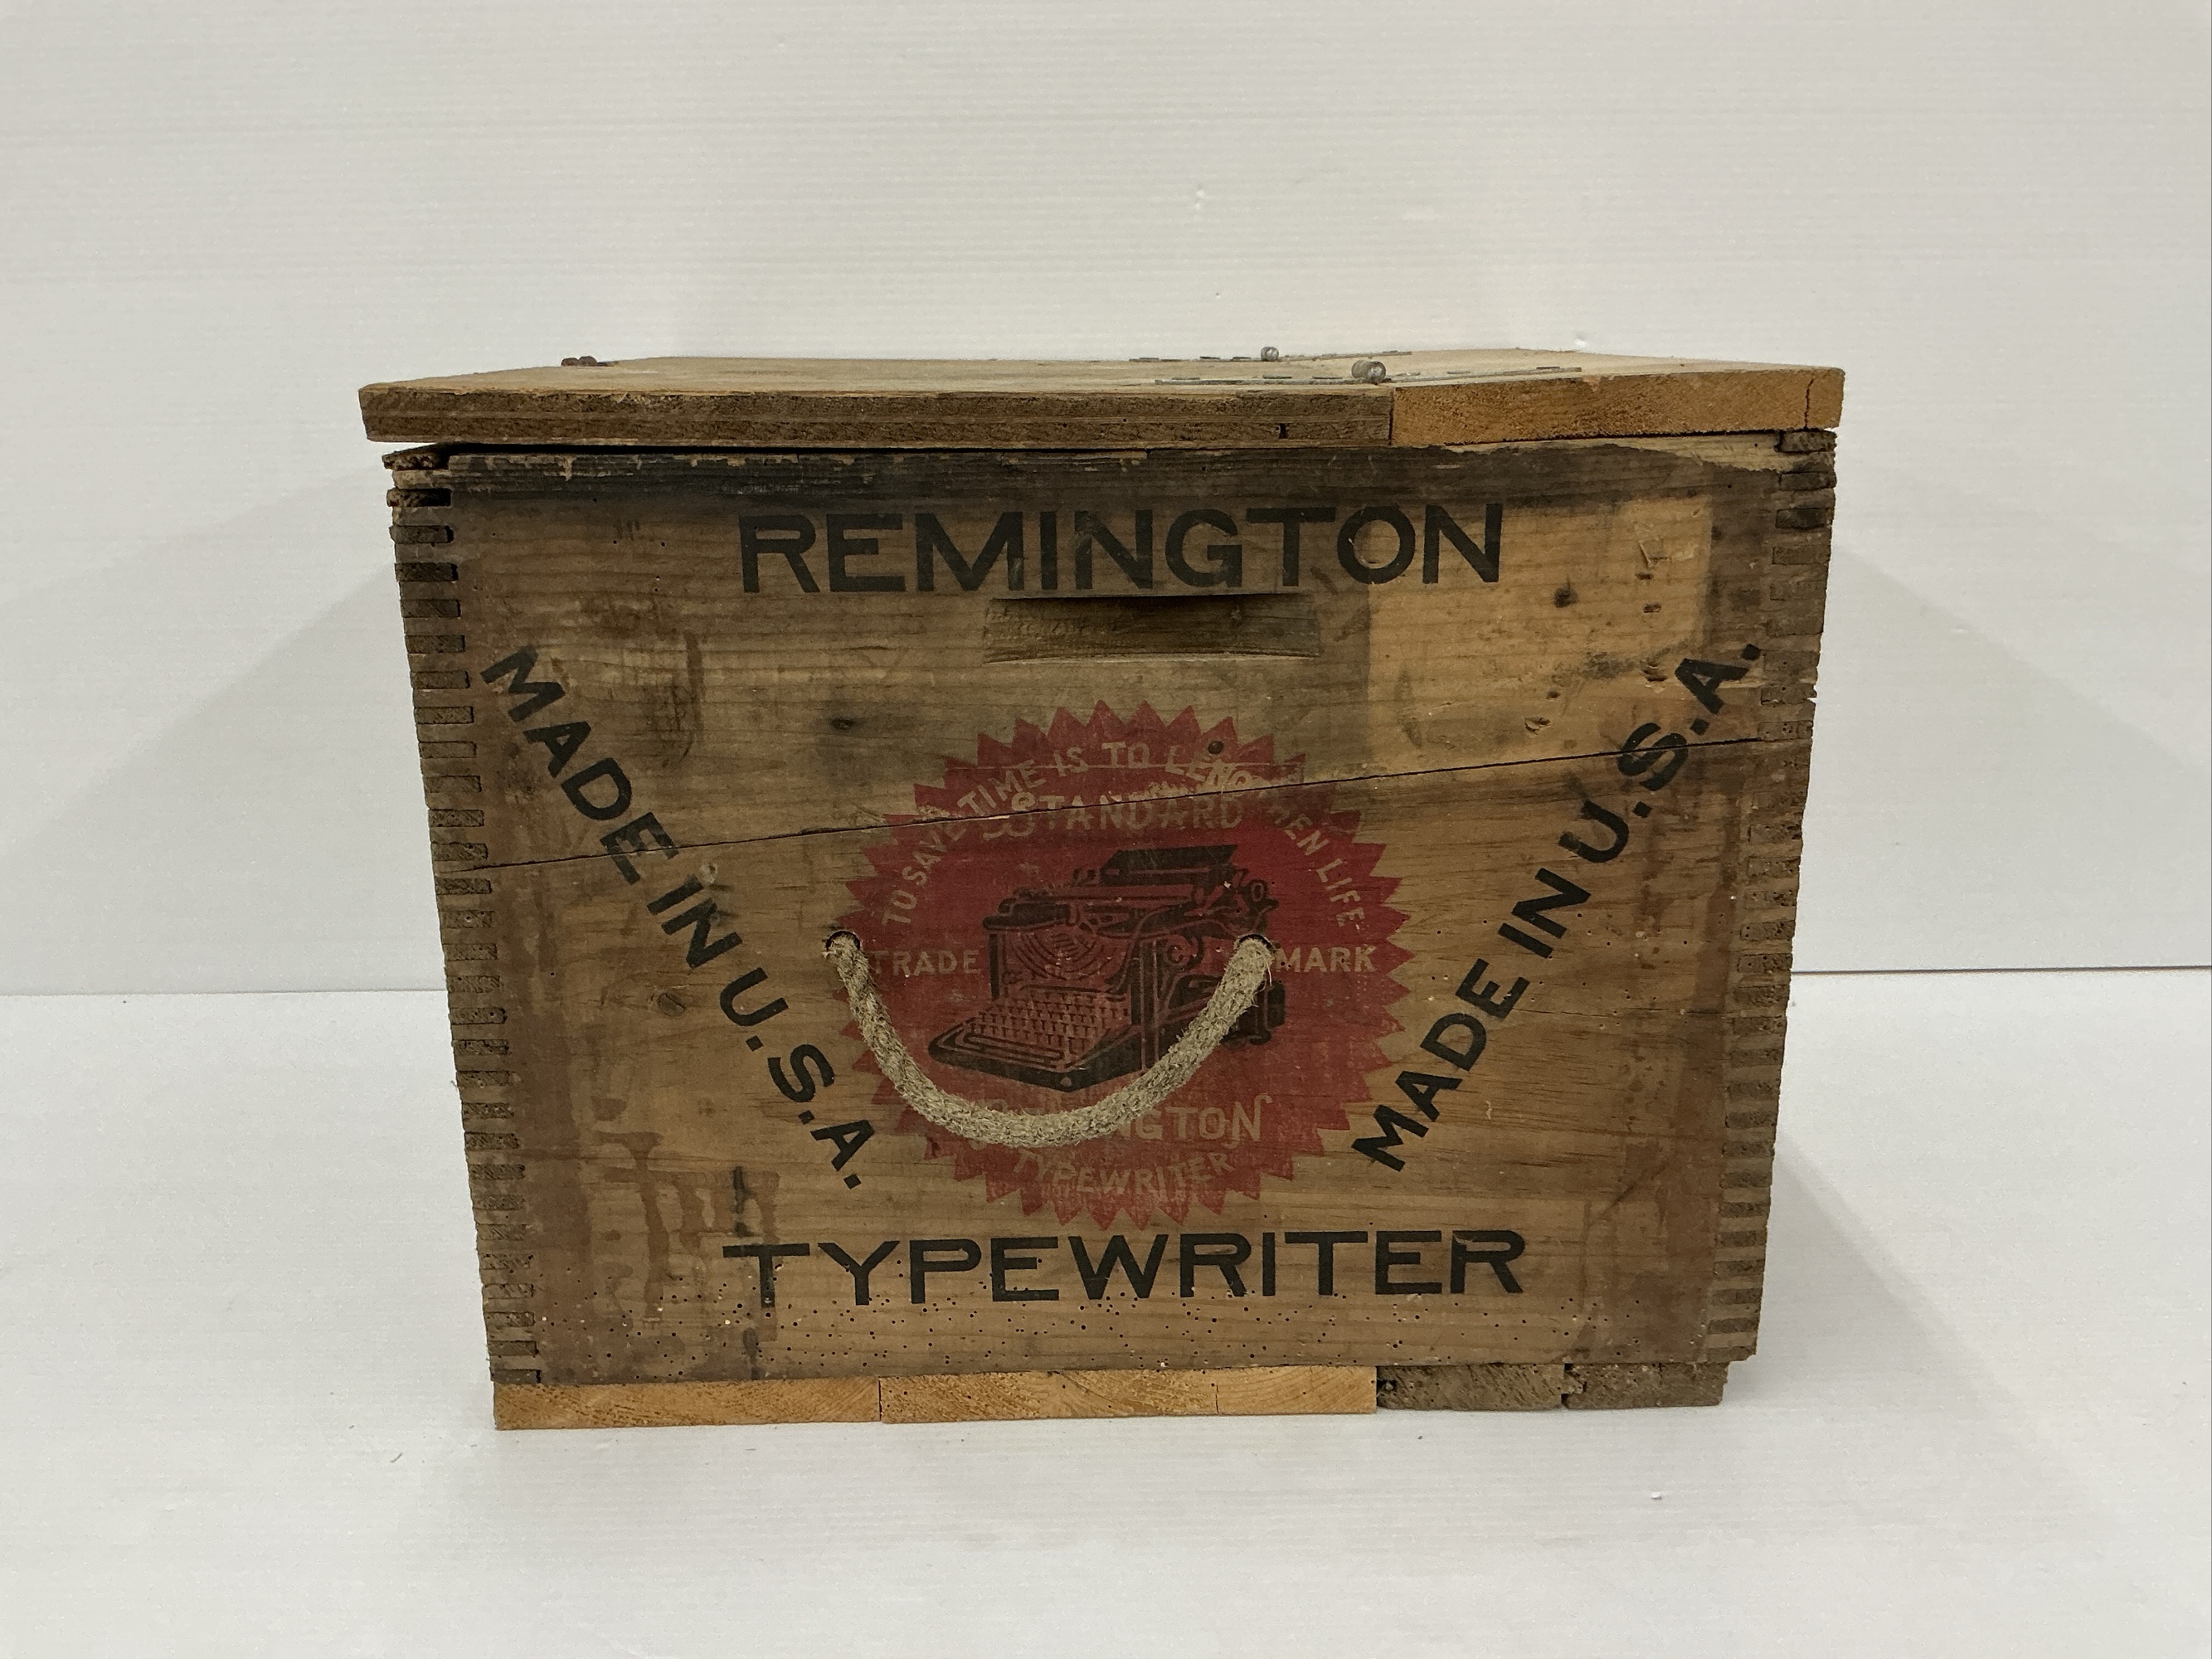 REMINGTON
MADE IN U.S.A.
TO SAVE TIME IS TO LENGTHEN LIFE
STANDARD
TRADE MARK
TYPEWRITER
MADE IN U.S.A.
TYPEWRITER